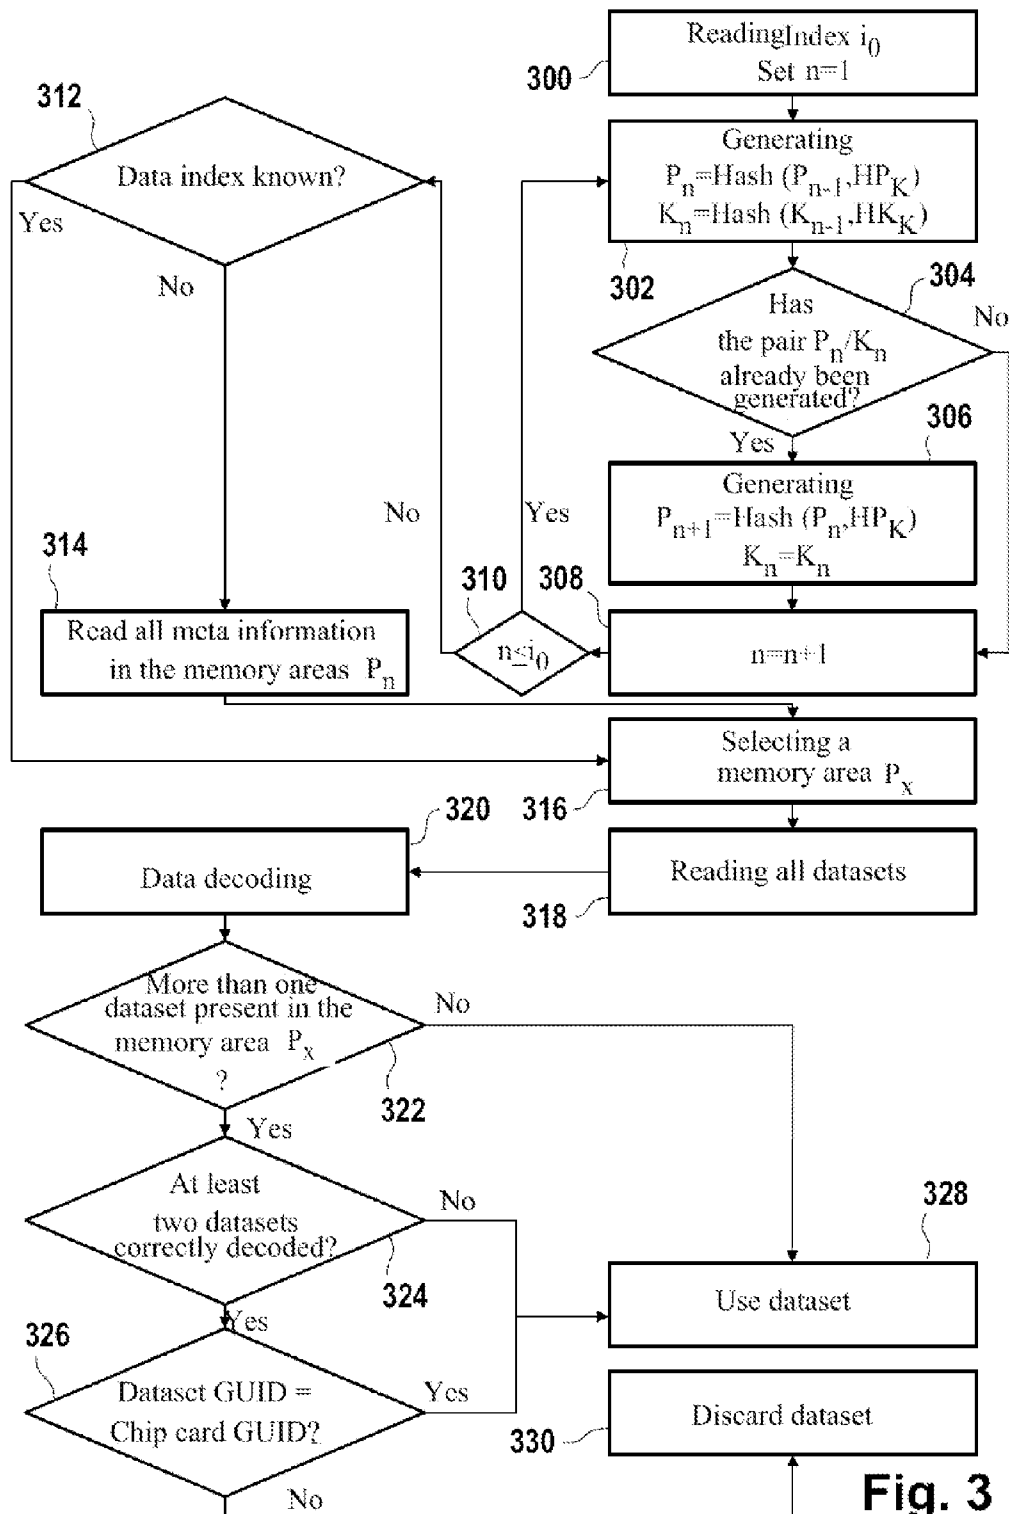 300
ReadingIndex i0
Set n=1
312
Data index known?
Yes
No
Generating
Pn=Hash (Pn-1,HPK)
Kn=Hash (Kn-1,HKK)
302
304
Has
the pair Pn/Kn
already been
generated?
No
Yes
306
Generating
Pn+1=Hash (Pn,HPK)
Kn=Kn
No
Yes
314
Read all meta information
in the memory areas Pn
310
n≤i0
308
n=n+1
Selecting a
memory area Px
316
320
Data decoding
Reading all datasets
318
More than one
dataset present in the
memory area Px
?
No
322
Yes
At least
two datasets
correctly decoded?
No
324
Yes
328
Use dataset
326
Dataset GUID =
Chip card GUID?
Yes
No
Discard dataset
330
Fig. 3